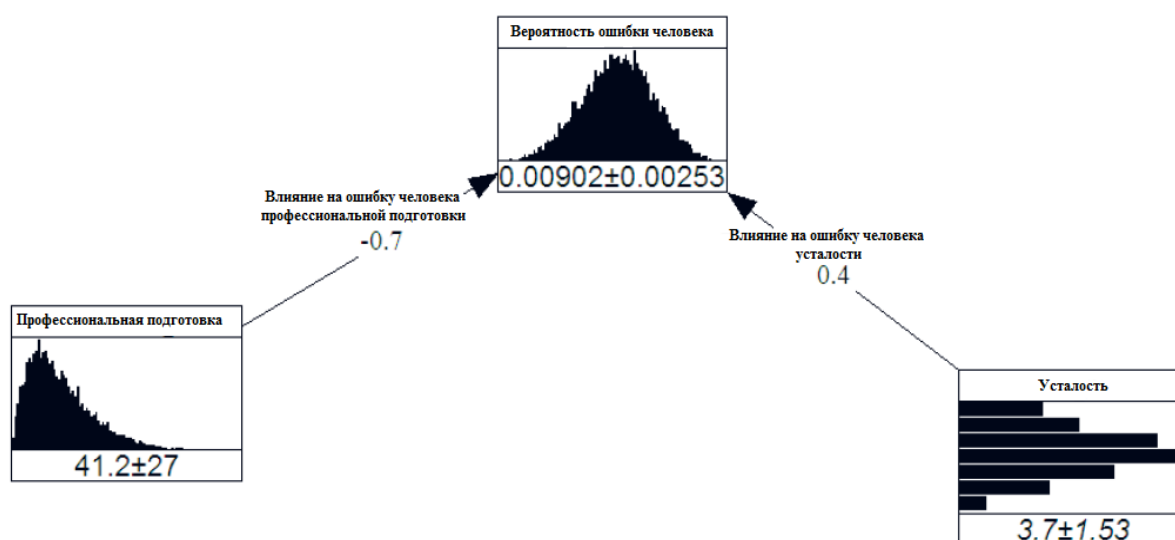 Вероятность ошибки человека
0.00902±0.00253
Влияние на ошибку человека
профессиональной подготовки
-0.7
Влияние на ошибку человека
усталости
0.4
Профессиональная подготовка
41.2±27
Усталость
3.7±1.53